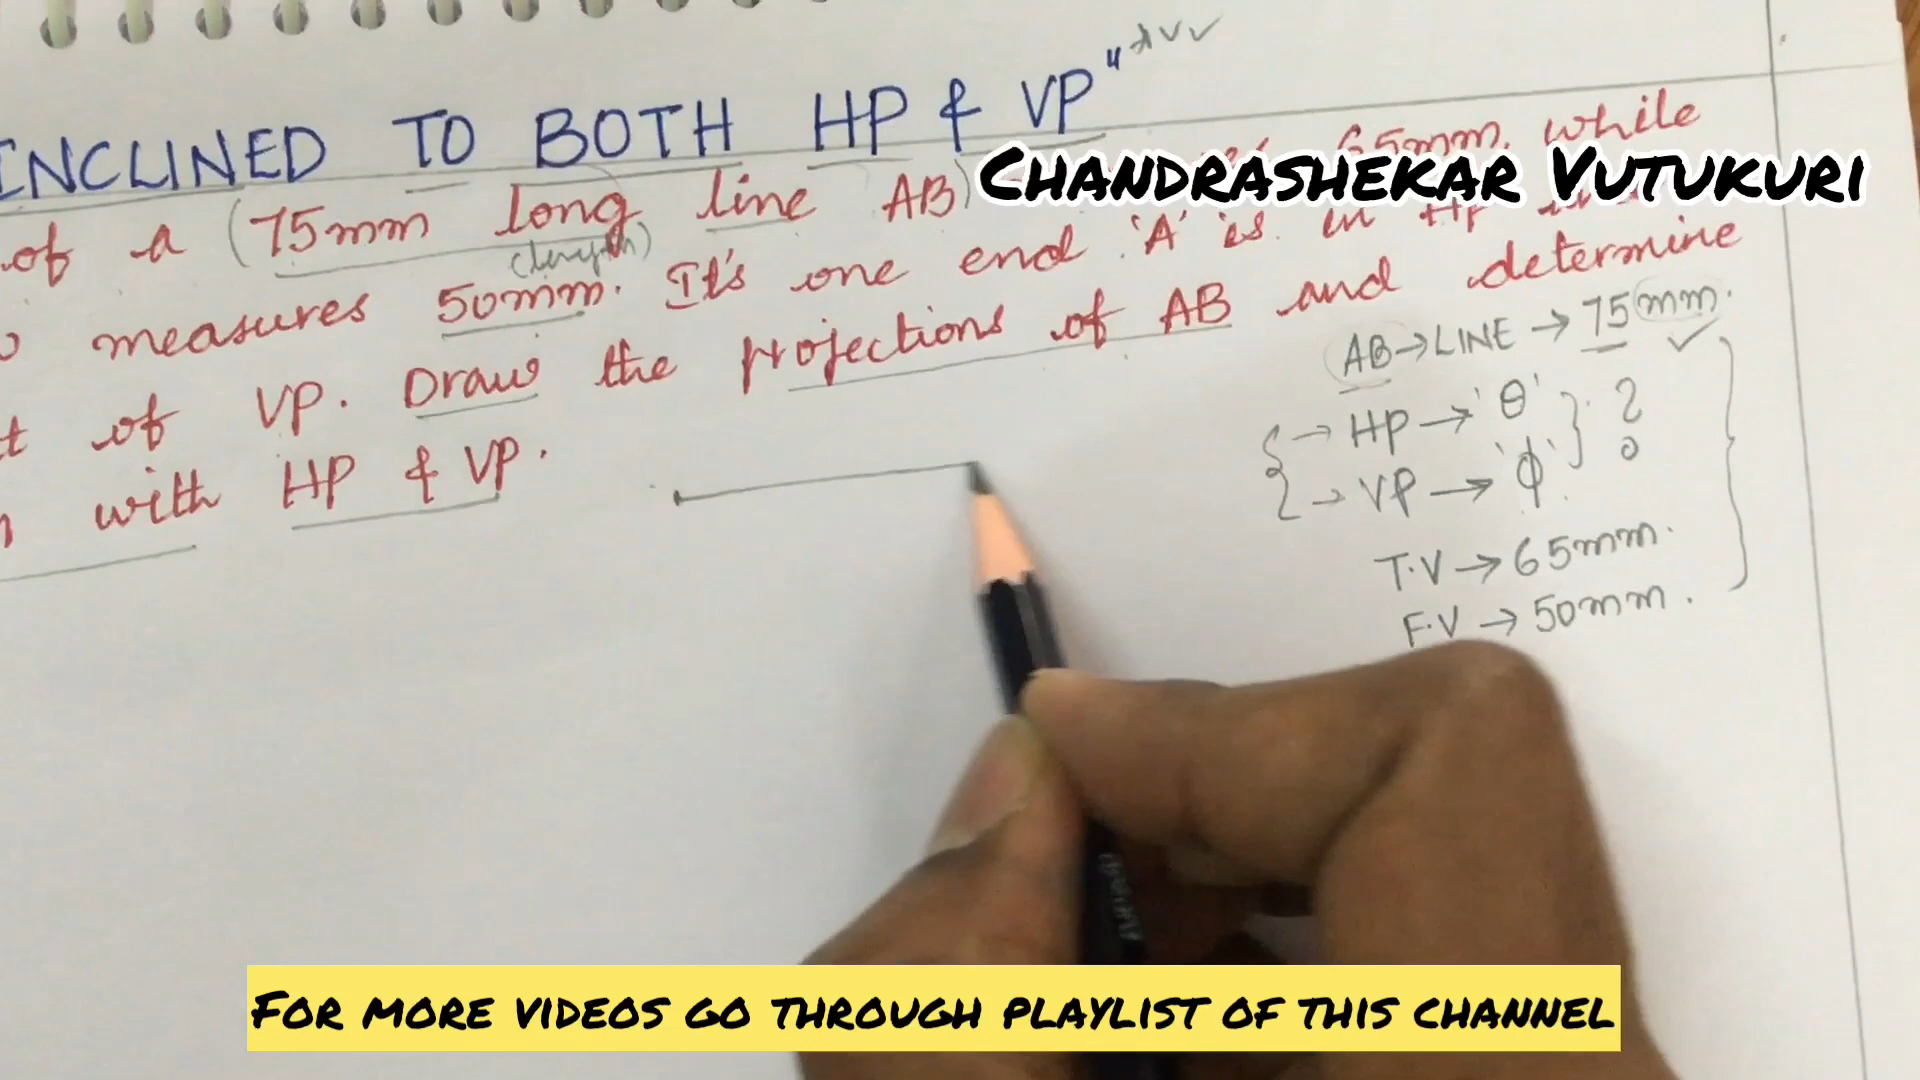 INCLINED TO BOTH HP & VP"
of a (75mm long line AB) 65mm, while
(length)
measures 50mm. It's one end 'A' is in HP
of VP. Draw the projections of AB and determine
with HP & VP.
AB→LINE→75mm.
→HP→'θ' ?
→VP→'ϕ'
T.V→65mm.
F.V→50mm.
CHANDRASHEKAR VUTUKURI
FOR MORE VIDEOS GO THROUGH PLAYLIST OF THIS CHANNEL